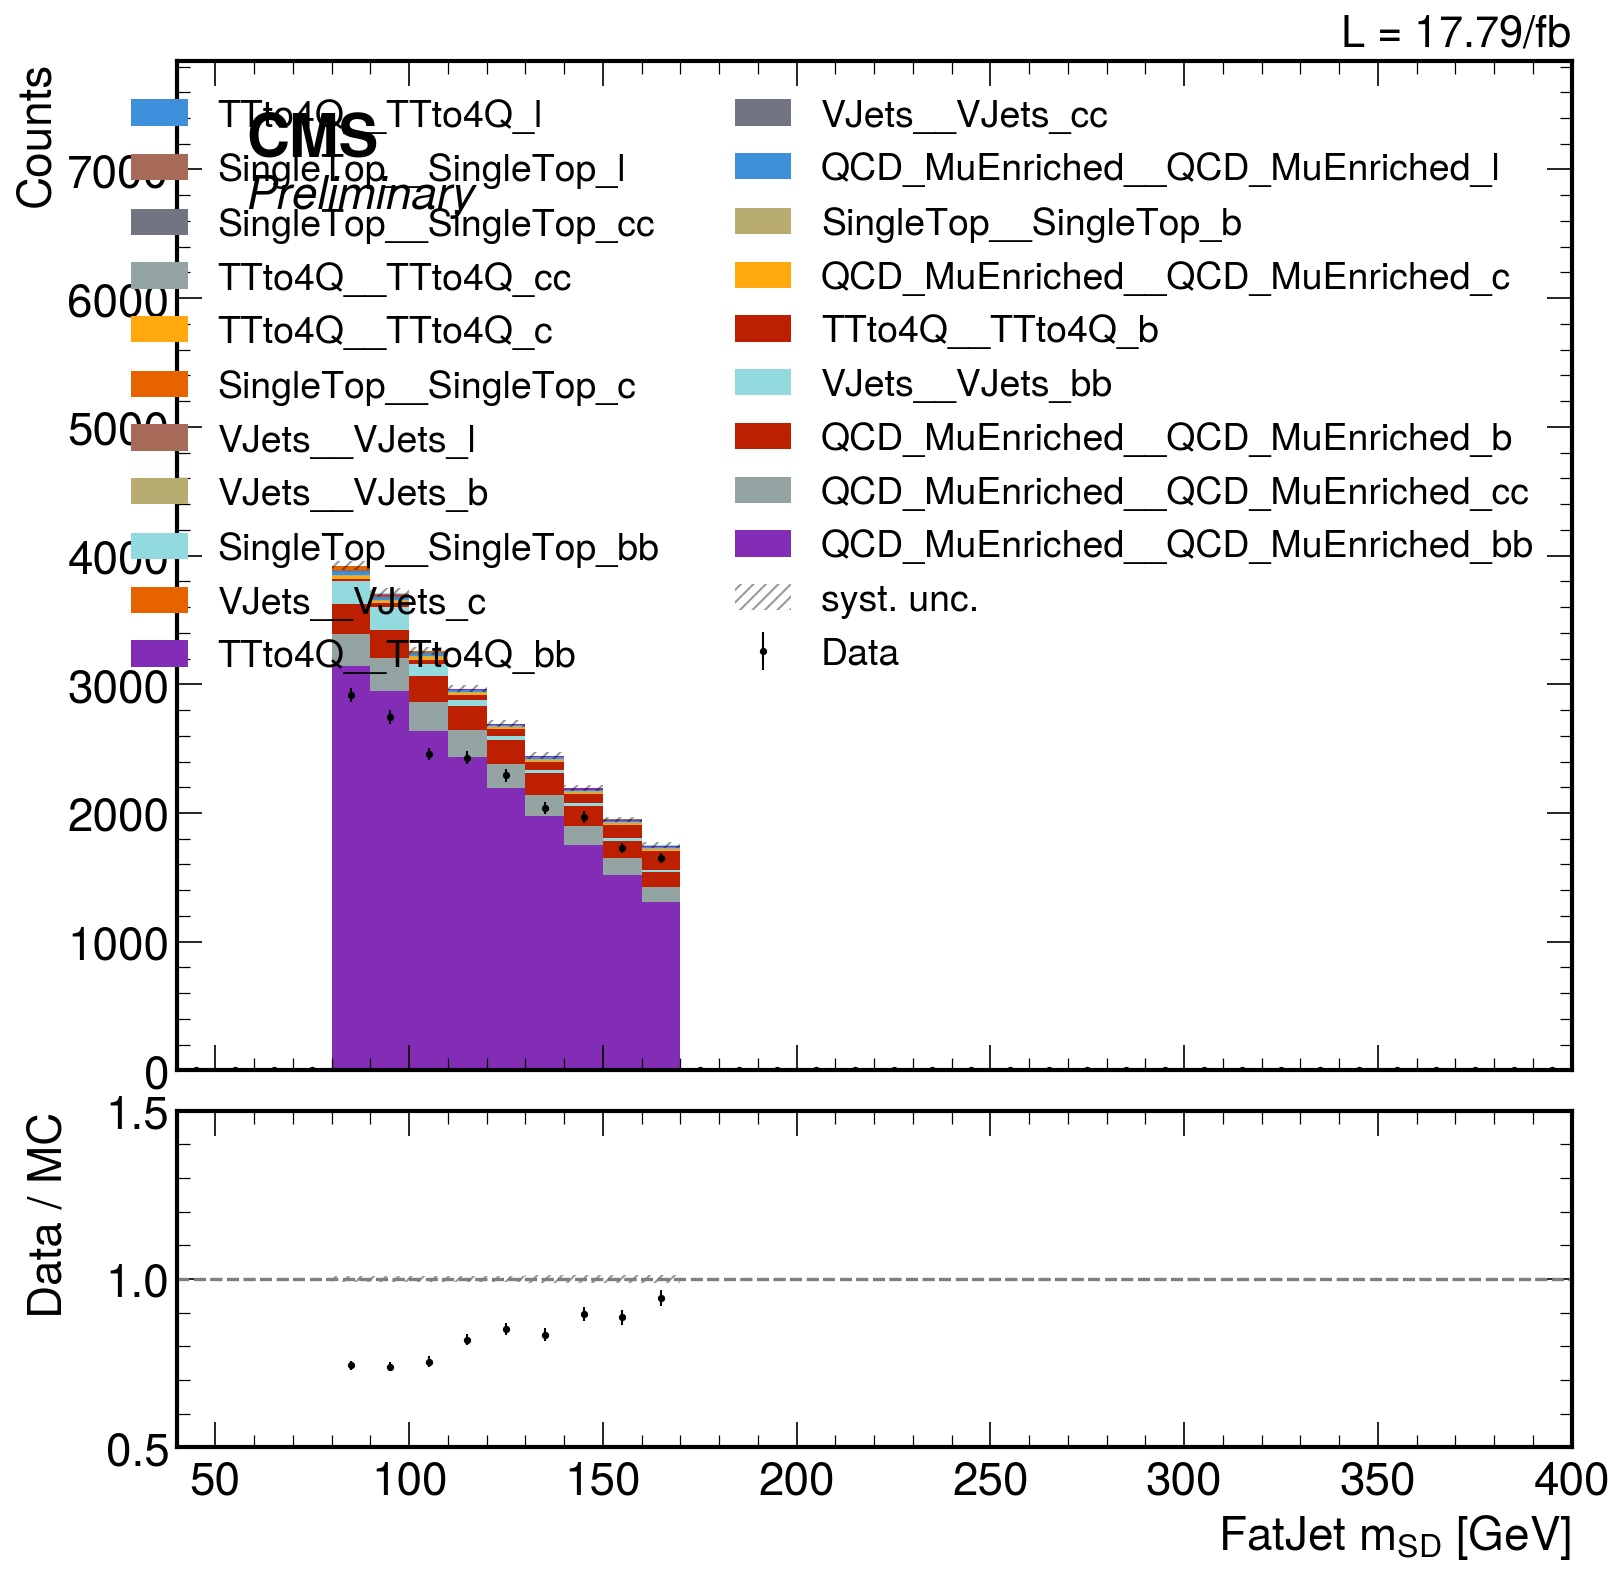 L = 17.79/fb
Counts
CMS
Preliminary
TTto4Q__TTto4Q_l
SingleTop__SingleTop_l
SingleTop__SingleTop_cc
TTto4Q__TTto4Q_cc
TTto4Q__TTto4Q_c
SingleTop__SingleTop_c
VJets__VJets_l
VJets__VJets_b
SingleTop__SingleTop_bb
VJets__VJets_c
TTto4Q__TTto4Q_bb
VJets__VJets_cc
QCD_MuEnriched__QCD_MuEnriched_l
SingleTop__SingleTop_b
QCD_MuEnriched__QCD_MuEnriched_c
TTto4Q__TTto4Q_b
VJets__VJets_bb
QCD_MuEnriched__QCD_MuEnriched_b
QCD_MuEnriched__QCD_MuEnriched_cc
QCD_MuEnriched__QCD_MuEnriched_bb
syst. unc.
Data
7000
6000
5000
4000
3000
2000
1000
0
Data / MC
1.5
1.0
0.5
50 100 150 200 250 300 350 400
FatJet m_SD [GeV]